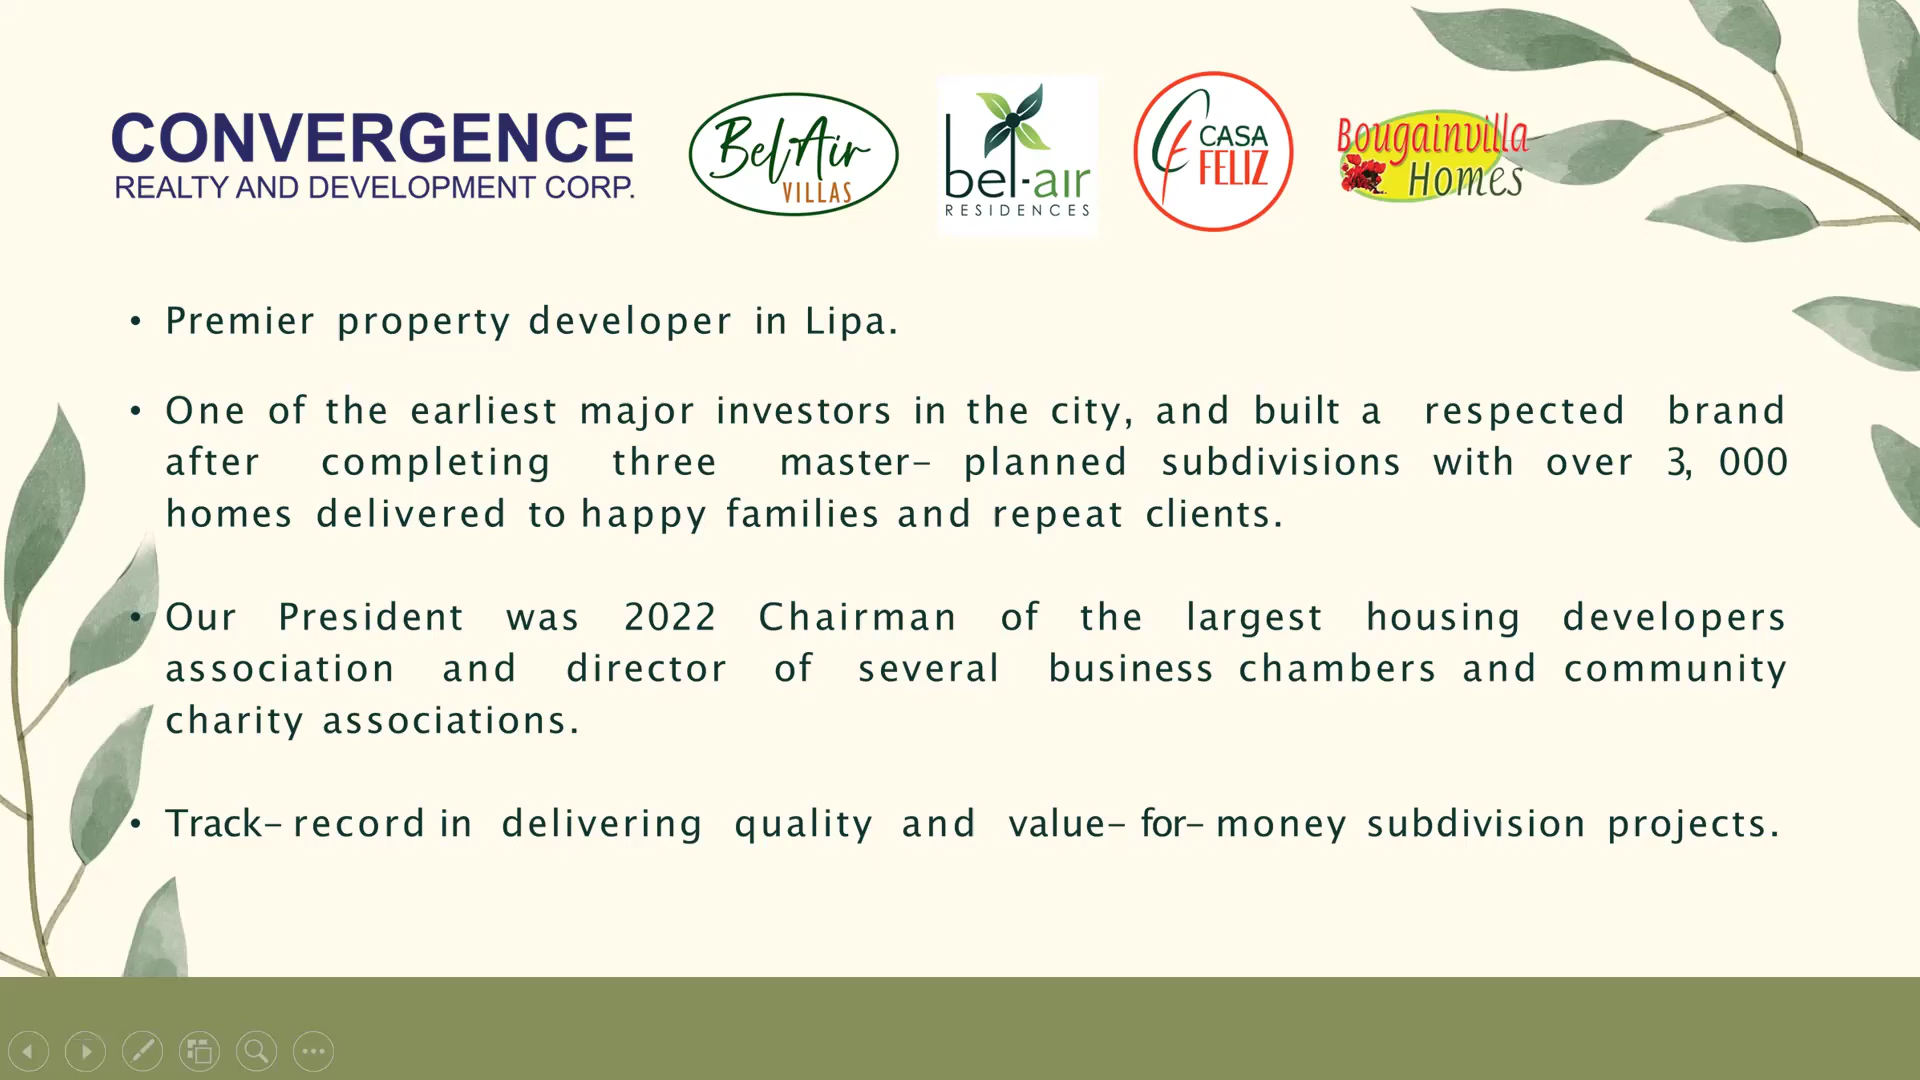 CONVERGENCE
REALTY AND DEVELOPMENT CORP.
Bel Air
VILLAS
bel-air
RESIDENCES
CASA
FELIZ
Bougainvilla
Homes
• Premier property developer in Lipa.
• One of the earliest major investors in the city, and built a respected brand
after completing three master– planned subdivisions with over 3, 000
homes delivered to happy families and repeat clients.
• Our President was 2022 Chairman of the largest housing developers
association and director of several business chambers and community
charity associations.
• Track– record in delivering quality and value– for– money subdivision projects.